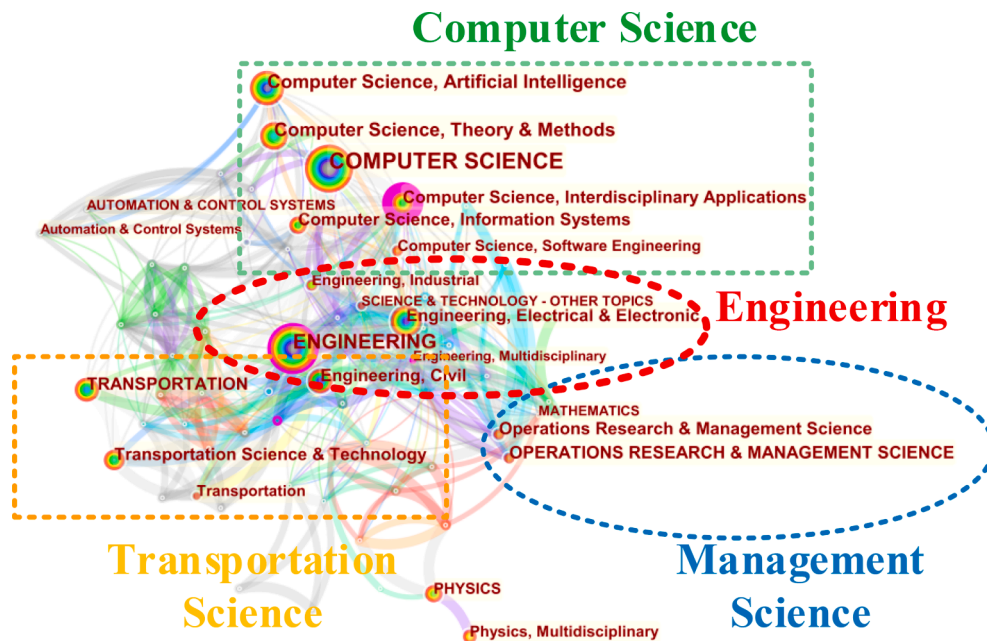 Computer Science
Computer Science, Artificial Intelligence
Computer Science, Theory & Methods
COMPUTER SCIENCE
Computer Science, Interdisciplinary Applications
AUTOMATION & CONTROL SYSTEMS
Computer Science, Information Systems
Automation & Control Systems
Computer Science, Software Engineering
Engineering, Industrial
SCIENCE & TECHNOLOGY - OTHER TOPICS
Engineering, Electrical & Electronic
Engineering
ENGINEERING
Engineering, Multidisciplinary
Engineering, Civil
TRANSPORTATION
MATHEMATICS
Operations Research & Management Science
OPERATIONS RESEARCH & MANAGEMENT SCIENCE
Transportation Science & Technology
Transportation
Transportation
Science
Management
Science
PHYSICS
Physics, Multidisciplinary